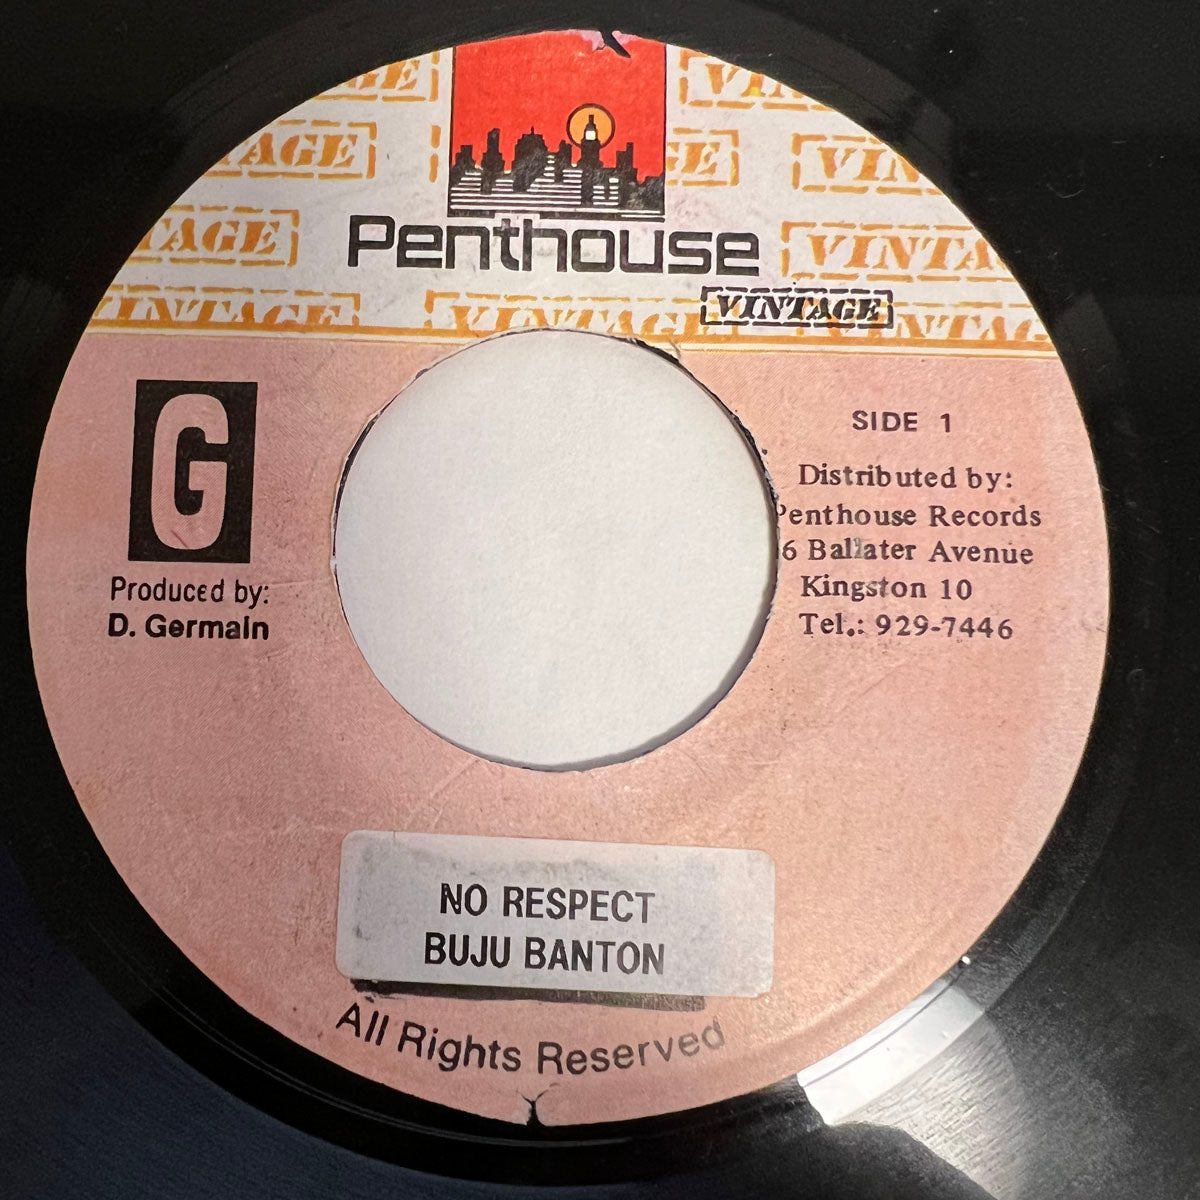 Penthouse
VINTAGE
G
Produced by:
D. Germain
SIDE 1
Distributed by:
Penthouse Records
6 Ballater Avenue
Kingston 10
Tel.: 929-7446
NO RESPECT
BUJU BANTON
All Rights Reserved